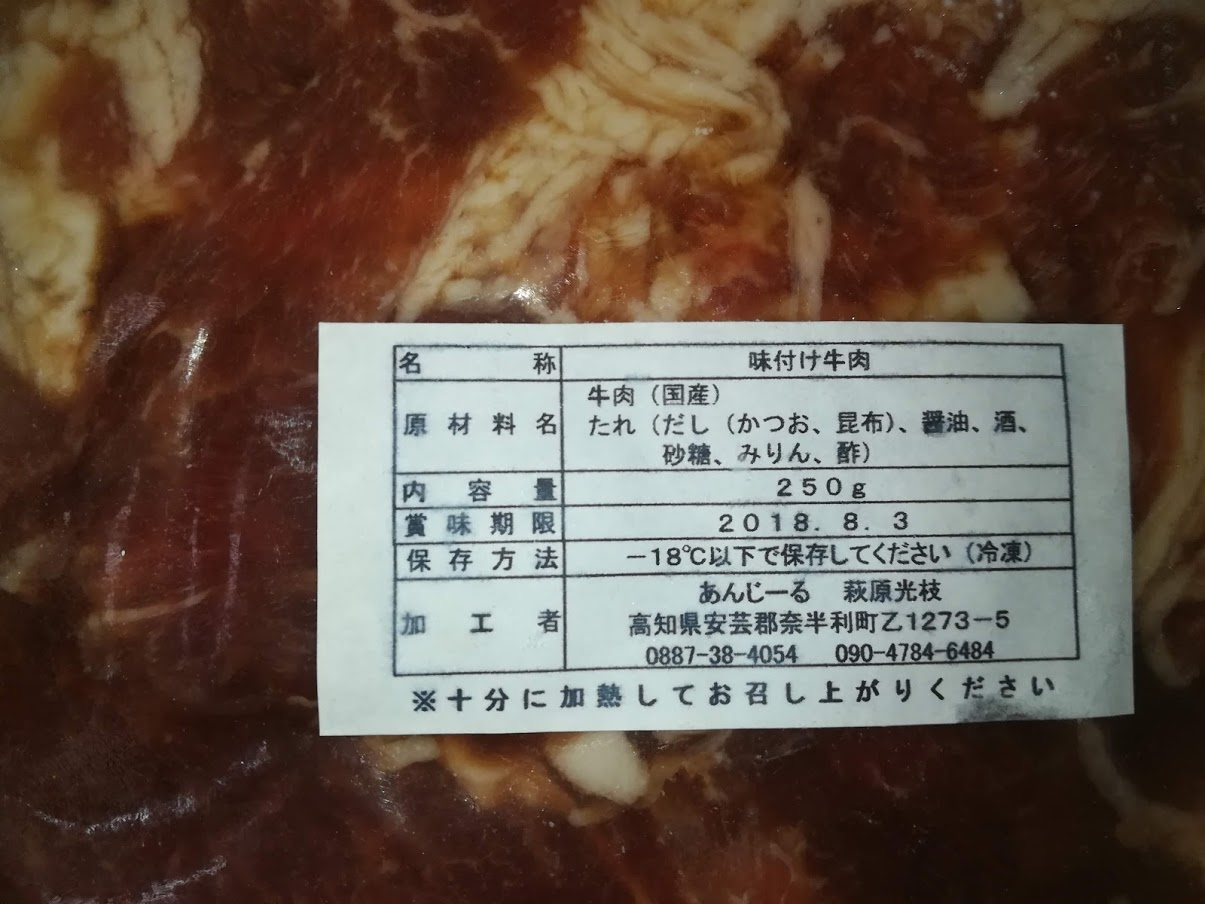 名称 味付け牛肉
原材料名 牛肉（国産）
たれ（だし（かつお、昆布）、醤油、酒、
砂糖、みりん、酢）
内容量 250g
賞味期限 2018.8.3
保存方法 －18℃以下で保存してください（冷凍）
加工者 あんじーる 萩原光枝
高知県安芸郡奈半利町乙1273－5
0887-38-4054 090-4784-6484
※十分に加熱してお召し上がりください